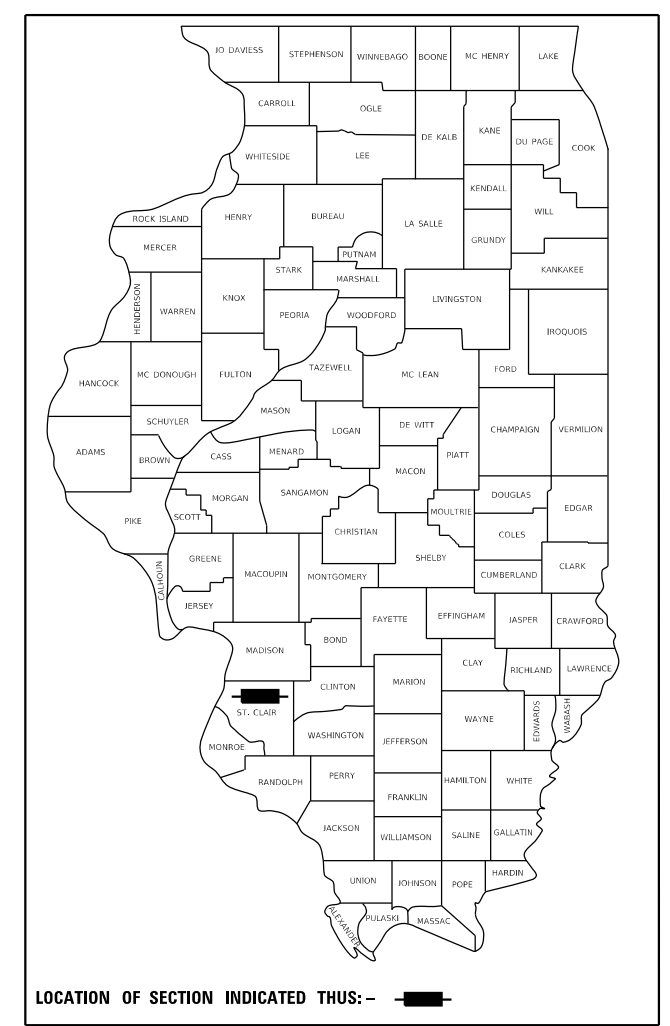 JO DAVIESS
STEPHENSON
WINNEBAGO
BOONE
MC HENRY
LAKE
CARROLL
OGLE
DE KALB
KANE
DU PAGE
COOK
WHITESIDE
LEE
KENDALL
ROCK ISLAND
HENRY
BUREAU
LA SALLE
WILL
GRUNDY
MERCER
PUTNAM
STARK
MARSHALL
KANKAKEE
HENDERSON
WARREN
KNOX
PEORIA
WOODFORD
LIVINGSTON
IROQUOIS
HANCOCK
MC DONOUGH
FULTON
TAZEWELL
MC LEAN
FORD
MASON
SCHUYLER
LOGAN
DE WITT
CHAMPAIGN
VERMILION
ADAMS
BROWN
CASS
MENARD
PIATT
MACON
MORGAN
SANGAMON
DOUGLAS
MOULTRIE
EDGAR
PIKE
SCOTT
CHRISTIAN
COLES
GREENE
SHELBY
CALHOUN
MACOUPIN
MONTGOMERY
CUMBERLAND
CLARK
JERSEY
FAYETTE
EFFINGHAM
JASPER
CRAWFORD
BOND
MADISON
CLAY
RICHLAND
LAWRENCE
CLINTON
MARION
ST. CLAIR
WAYNE
EDWARDS
WABASH
WASHINGTON
JEFFERSON
MONROE
RANDOLPH
PERRY
HAMILTON
WHITE
FRANKLIN
JACKSON
WILLIAMSON
SALINE
GALLATIN
UNION
JOHNSON
POPE
HARDIN
ALEXANDER
PULASKI
MASSAC
LOCATION OF SECTION INDICATED THUS: –